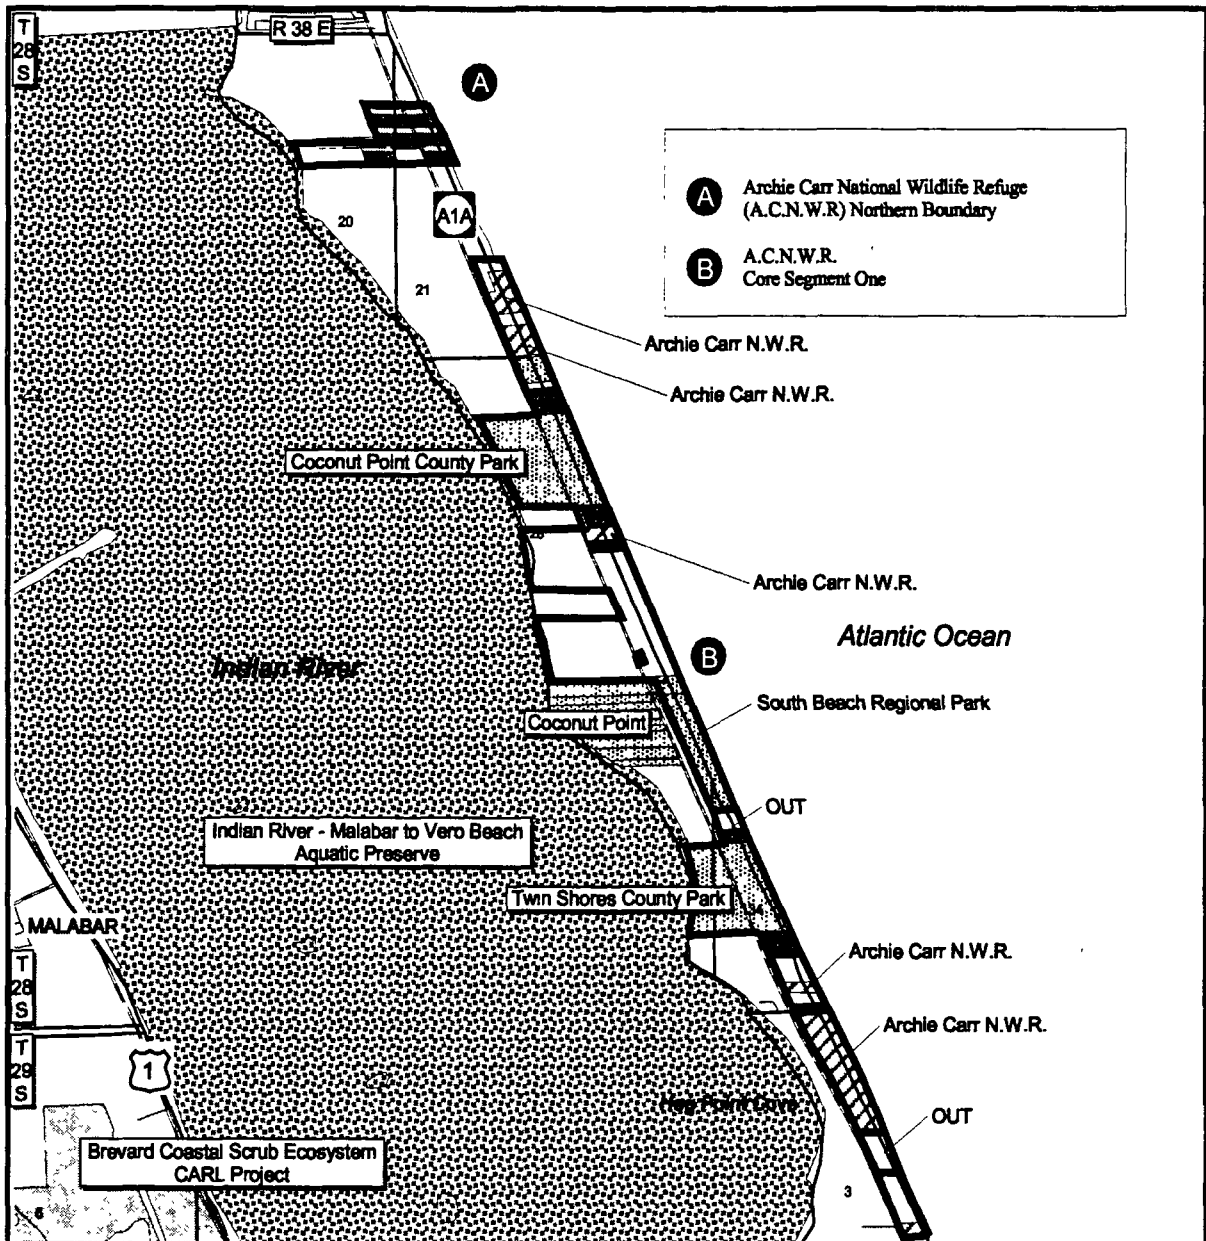 T
28
S
R 38 E
A
A
Archie Carr National Wildlife Refuge
(A.C.N.W.R) Northern Boundary
B
A.C.N.W.R.
Core Segment One
A1A
20
21
Archie Carr N.W.R.
Archie Carr N.W.R.
Coconut Point County Park
Archie Carr N.W.R.
Atlantic Ocean
Indian River
B
South Beach Regional Park
Coconut Point
OUT
Indian River - Malabar to Vero Beach
Aquatic Preserve
Twin Shores County Park
MALABAR
Archie Carr N.W.R.
T
28
S
Archie Carr N.W.R.
T
29
S
1
Hog Point Cove
OUT
Brevard Coastal Scrub Ecosystem
CARL Project
3
6